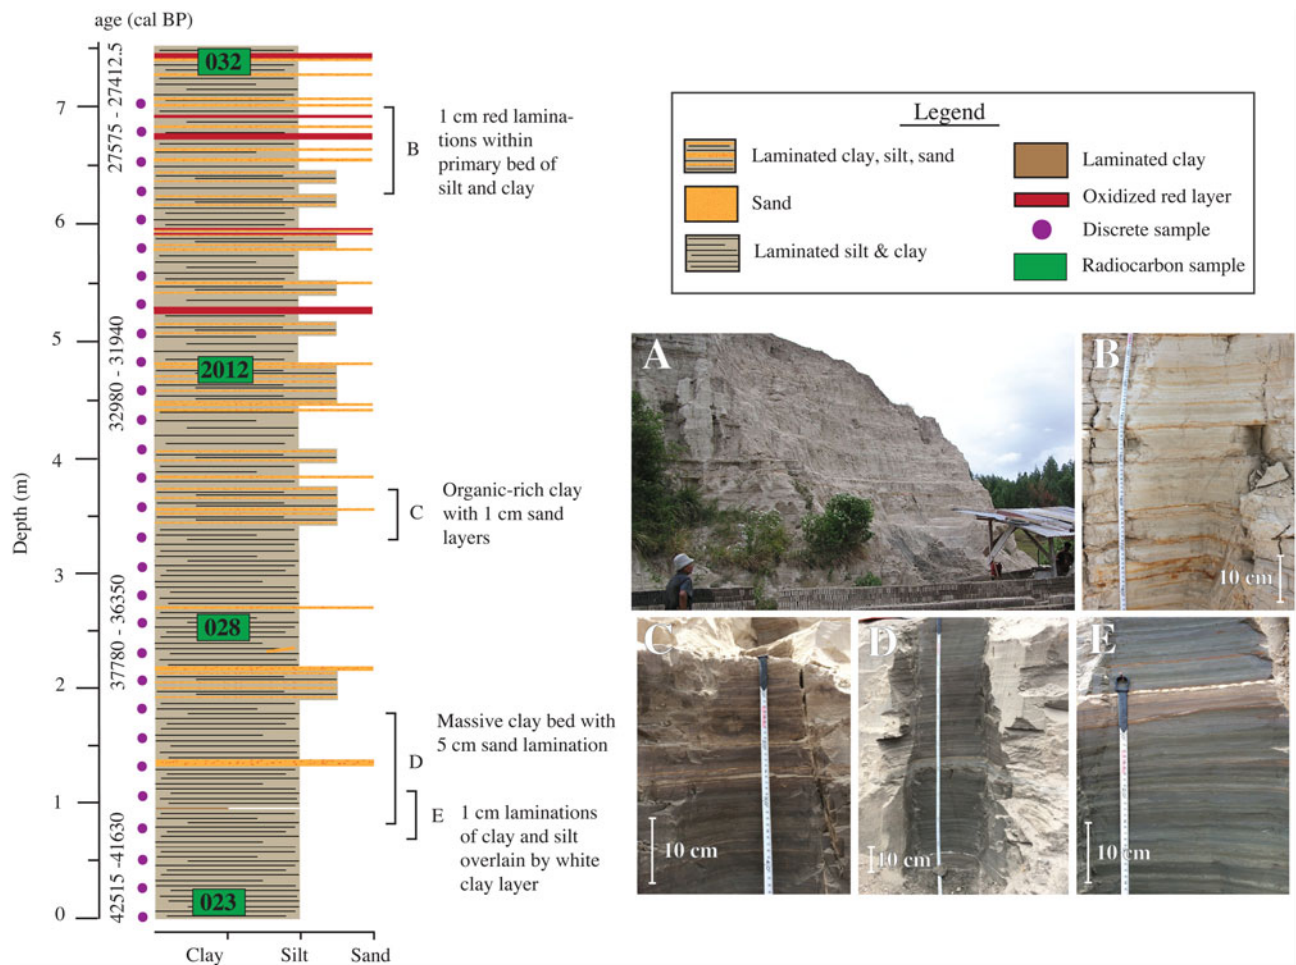 age (cal BP)
27575 - 27412.5
32980 - 31940
37780 - 36350
42515 -41630
Depth (m)
7
6
5
4
3
2
1
0
032
2012
028
023
Clay
Silt
Sand
B
1 cm red lamina-
tions within
primary bed of
silt and clay
C
Organic-rich clay
with 1 cm sand
layers
D
Massive clay bed with
5 cm sand lamination
E
1 cm laminations
of clay and silt
overlain by white
clay layer
Legend
Laminated clay, silt, sand
Sand
Laminated silt & clay
Laminated clay
Oxidized red layer
Discrete sample
Radiocarbon sample
A
B
10 cm
C
10 cm
D
10 cm
E
10 cm